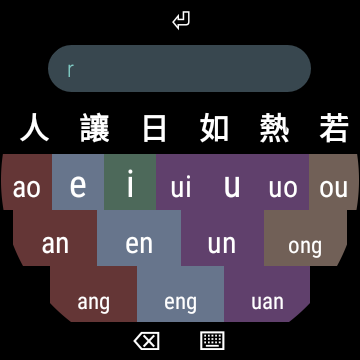 r
人 讓 日 如 熱 若
ao e i ui u uo ou
an en un ong
ang eng uan